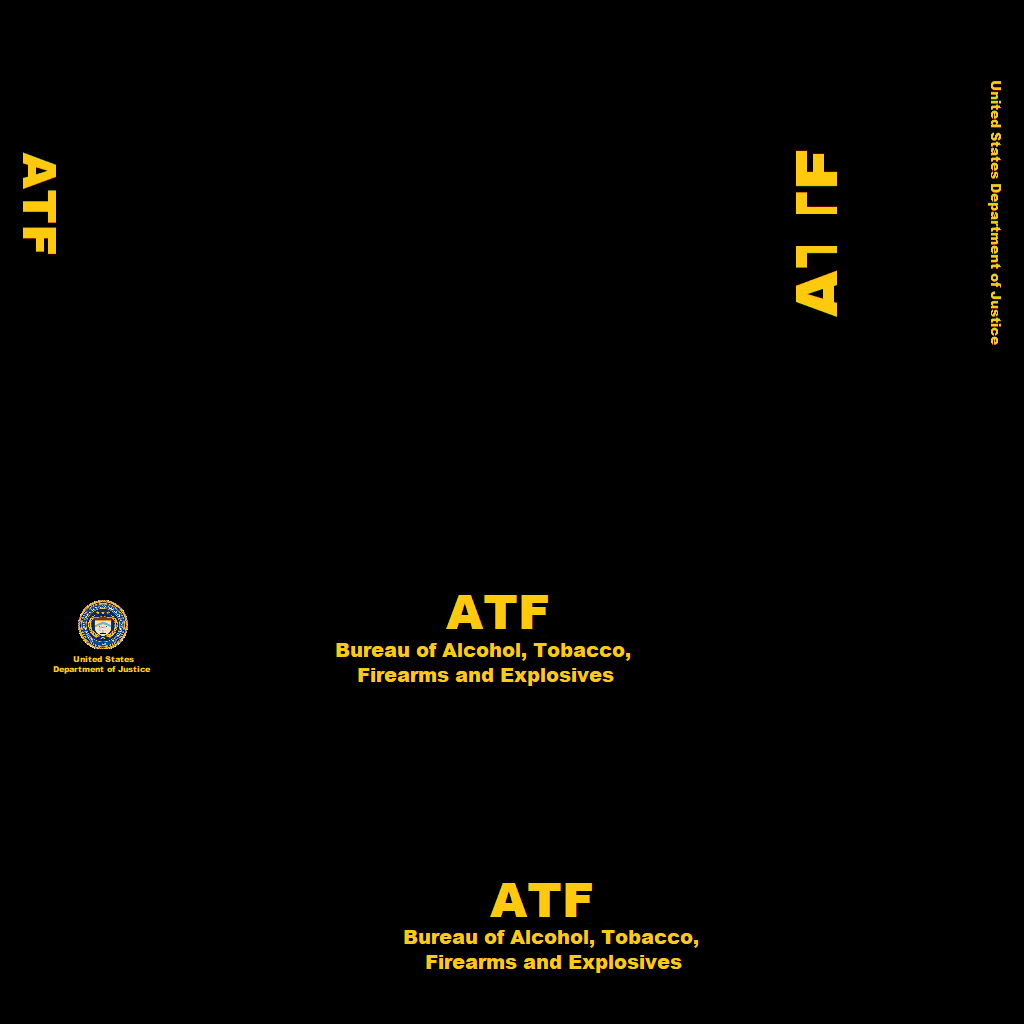 United States Department of Justice
ATF
ATF
United States
Department of Justice
ATF
Bureau of Alcohol, Tobacco,
Firearms and Explosives
ATF
Bureau of Alcohol, Tobacco,
Firearms and Explosives